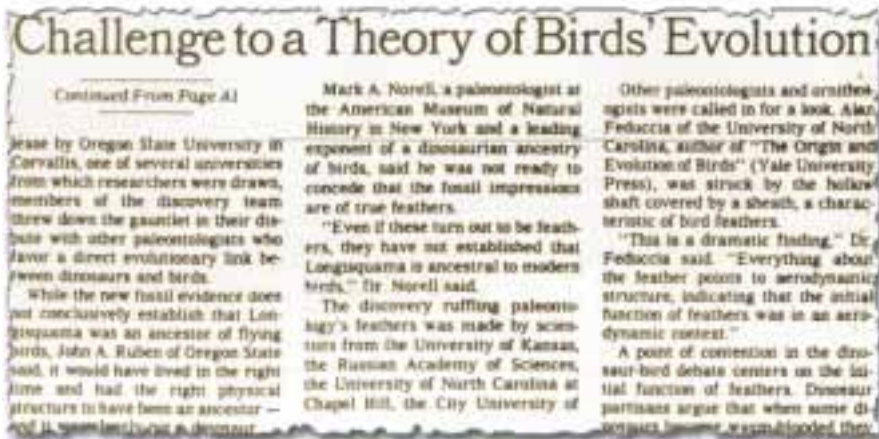 Challenge to a Theory of Birds' Evolution
Continued From Page A1
lease by Oregon State University in
Corvallis, one of several universities
from which researchers were drawn,
members of the discovery team
threw down the gauntlet in their dis-
pute with other paleontologists who
favor a direct evolutionary link be-
tween dinosaurs and birds.
While the new fossil evidence does
not conclusively establish that Lon-
gisquama was an ancestor of flying
birds, John A. Ruben of Oregon State
said, it would have lived in the right
time and had the right physical
structure to have been an ancestor —
and it
Mark A. Norell, a paleontologist at
the American Museum of Natural
History in New York and a leading
exponent of a dinosaurian ancestry
of birds, said he was not ready to
concede that the fossil impressions
are of true feathers.
"Even if these turn out to be feath-
ers, they have not established that
Longisquama is ancestral to modern
birds," Dr. Norell said.
The discovery ruffling paleonto-
logy's feathers was made by scien-
tists from the University of Kansas,
the Russian Academy of Sciences,
the University of North Carolina at
Chapel Hill, the City University of
Other paleontologists and ornithol-
ogists were called in for a look. Alan
Feduccia of the University of North
Carolina, author of "The Origin and
Evolution of Birds" (Yale University
Press), was struck by the hollow
shaft covered by a sheath, a charac-
teristic of bird feathers.
"This is a dramatic finding," Dr.
Feduccia said. "Everything about
the feather points to aerodynamic
structure, indicating that the initial
function of feathers was in an aero-
dynamic context."
A point of contention in the dino-
saur-bird debate centers on the ini-
tial function of feathers. Dinosaur
partisans argue that when some di-
nosaurs became warm-blooded they